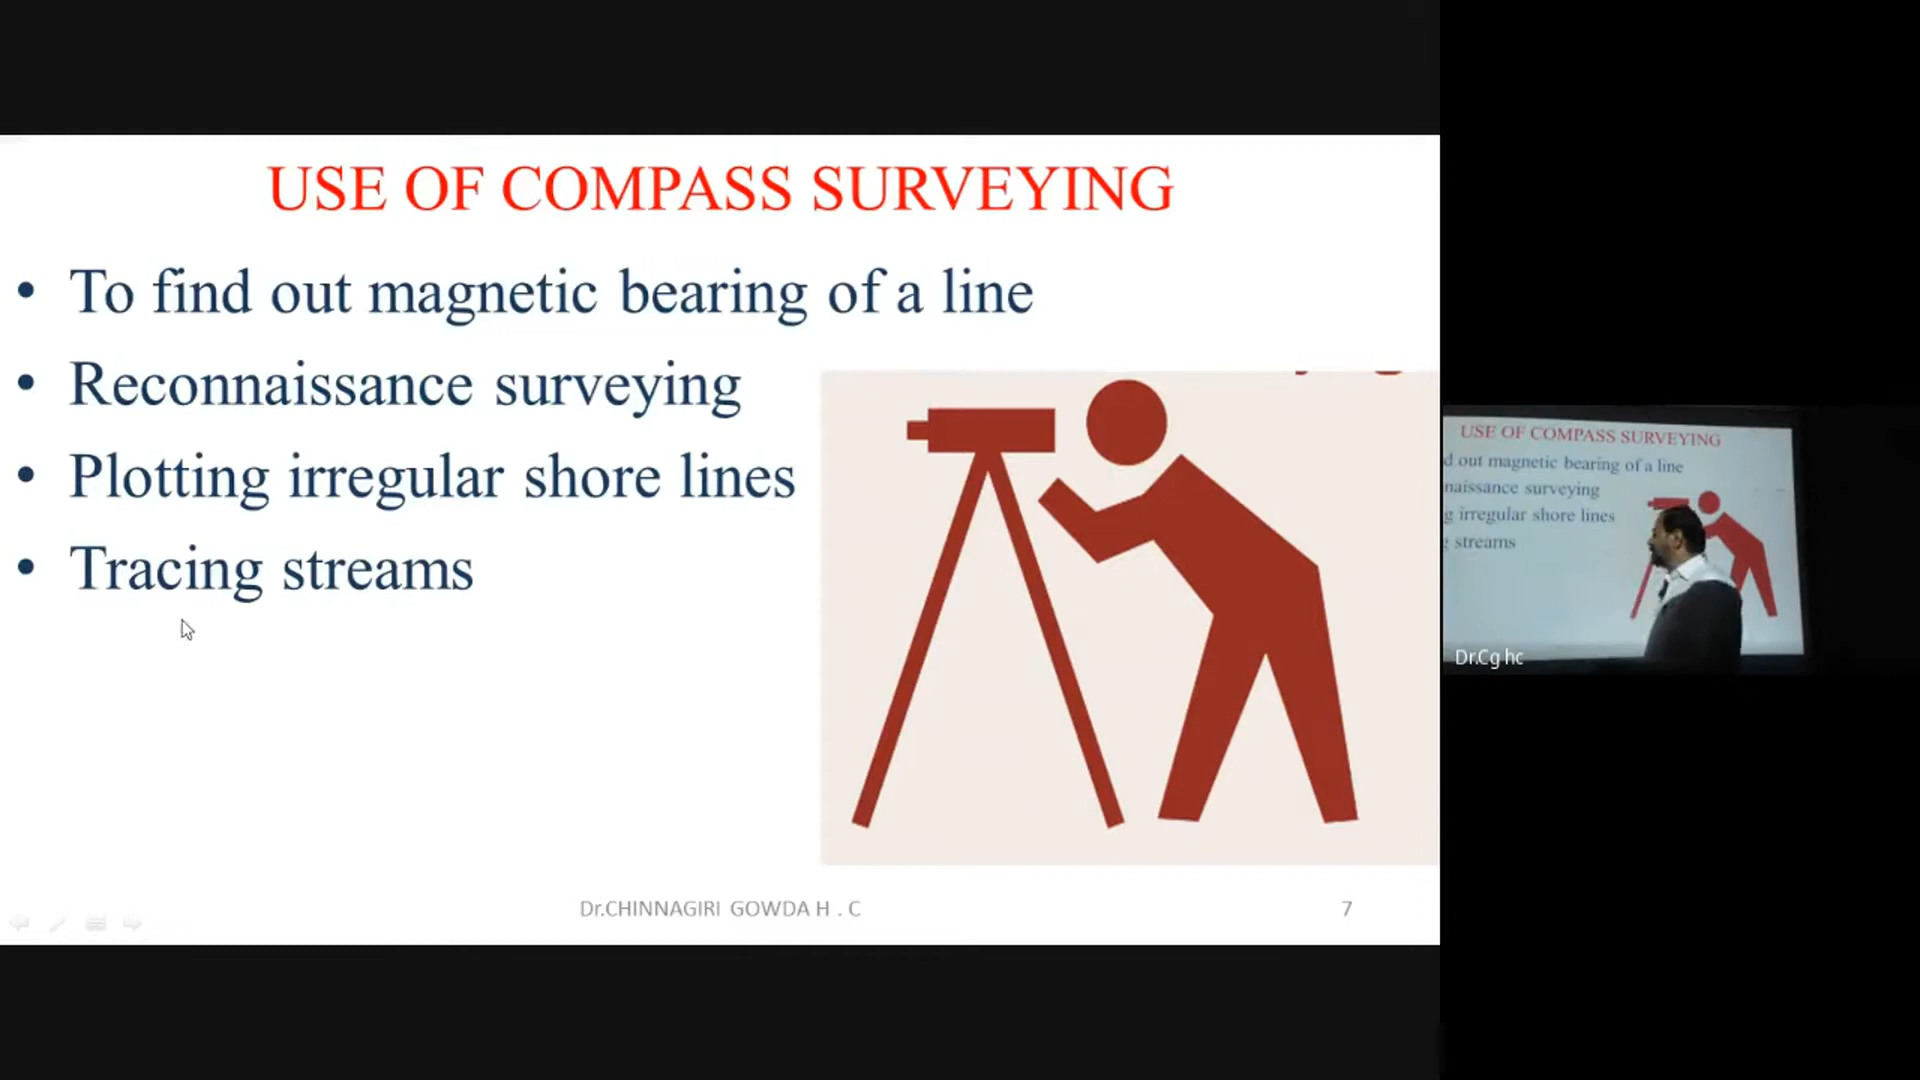 USE OF COMPASS SURVEYING
• To find out magnetic bearing of a line
• Reconnaissance surveying
• Plotting irregular shore lines
• Tracing streams
Dr.CHINNAGIRI GOWDA H . C
7
USE OF COMPASS SURVEYING
d out magnetic bearing of a line
naissance surveying
g irregular shore lines
g streams
Dr.Cg hc